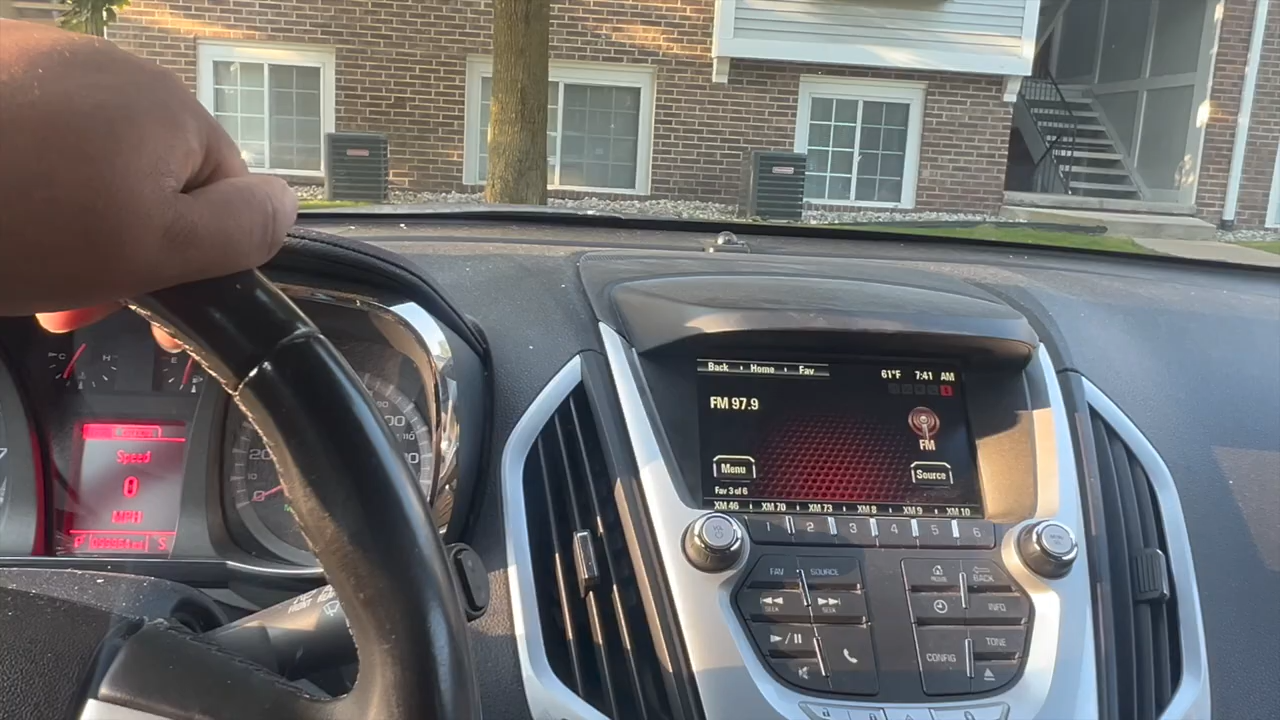 Back Home Fav
61°F 7:41 AM
FM 97.9
FM
Menu
Source
Fav 3 of 6
XM 46 XM 70 XM 73 XM 8 XM 9 XM 10
1 2 3 4 5 6
FAV SOURCE
SEEK SEEK
BACK
INFO
TONE
CONFIG
C H
E
Speed
0
MPH
P
S